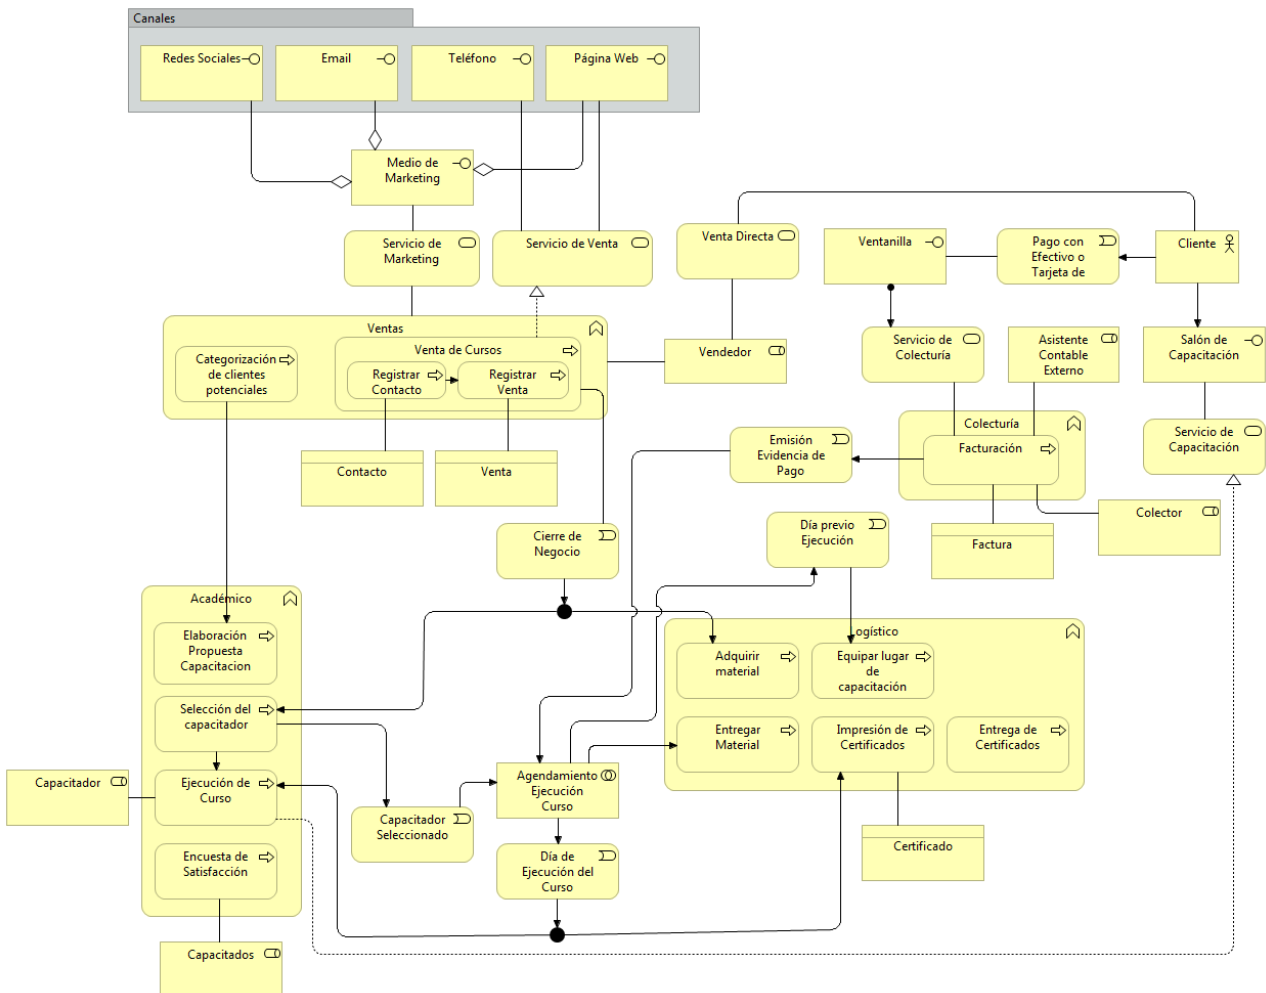 Canales
Redes Sociales
Email
Teléfono
Página Web
Medio de
Marketing
Servicio de
Marketing
Servicio de Venta
Venta Directa
Ventanilla
Pago con
Efectivo o
Tarjeta de
Cliente
Ventas
Categorización
de clientes
potenciales
Venta de Cursos
Registrar
Contacto
Registrar
Venta
Vendedor
Servicio de
Colecturía
Asistente
Contable
Externo
Salón de
Capacitación
Contacto
Venta
Emisión
Evidencia de
Pago
Colecturía
Facturación
Servicio de
Capacitación
Cierre de
Negocio
Día previo
Ejecución
Factura
Colector
Académico
Elaboración
Propuesta
Capacitacion
Selección del
capacitador
Ejecución de
Curso
Encuesta de
Satisfacción
Capacitador
Capacitados
Capacitador
Seleccionado
Agendamiento
Ejecución
Curso
Día de
Ejecución del
Curso
Logístico
Adquirir
material
Equipar lugar
de
capacitación
Entregar
Material
Impresión de
Certificados
Entrega de
Certificados
Certificado